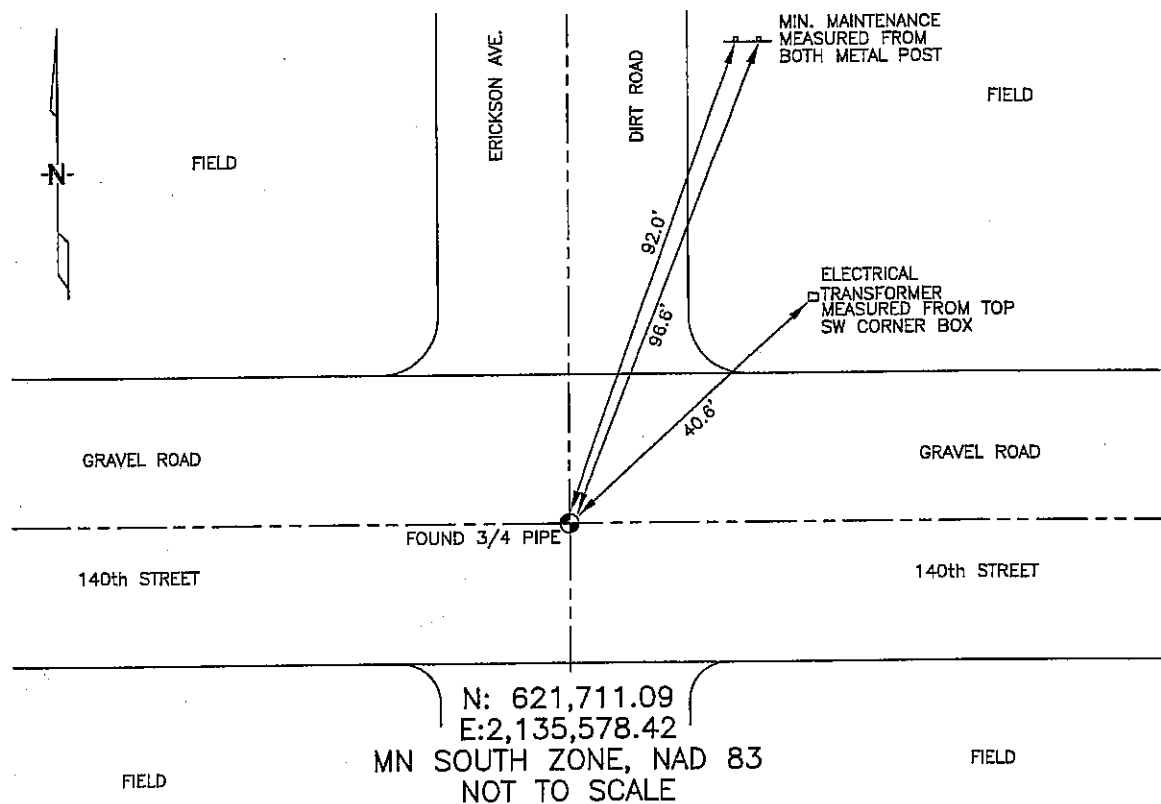 MIN. MAINTENANCE
MEASURED FROM
BOTH METAL POST
ERICKSON AVE.
DIRT ROAD
FIELD
FIELD
N
92.0'
96.6'
ELECTRICAL
TRANSFORMER
MEASURED FROM TOP
SW CORNER BOX
40.6'
GRAVEL ROAD
GRAVEL ROAD
FOUND 3/4 PIPE
140th STREET
140th STREET
N: 621,711.09
E:2,135,578.42
MN SOUTH ZONE, NAD 83
NOT TO SCALE
FIELD
FIELD